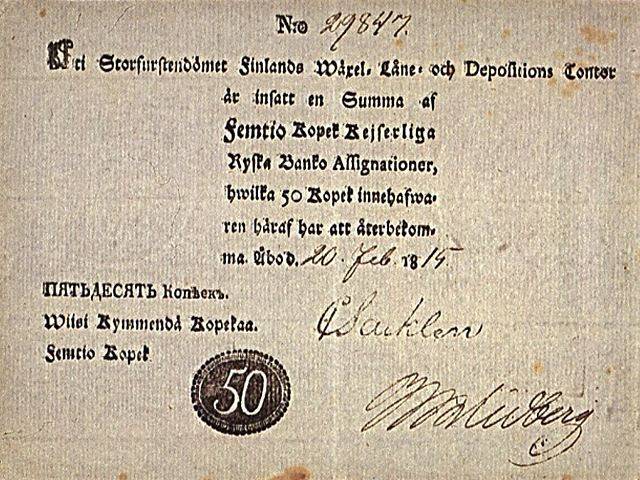 N:o 29847.
Uti Storfurstendömet Finlands Wäxel- Låne- och Depositions Contor
är insatt en Summa af
Femtio Kopek Kejserliga
Ryska Banko Assignationer,
hwilka 50 Kopek innehafwa-
ren häraf har att återbekom-
ma. Åbo d. 20. Feb. 1815.
ПЯТЬДЕСЯТЬ Копѣекъ.
Wiisi Kymmendä Kopekaa.
Femtio Kopek
50